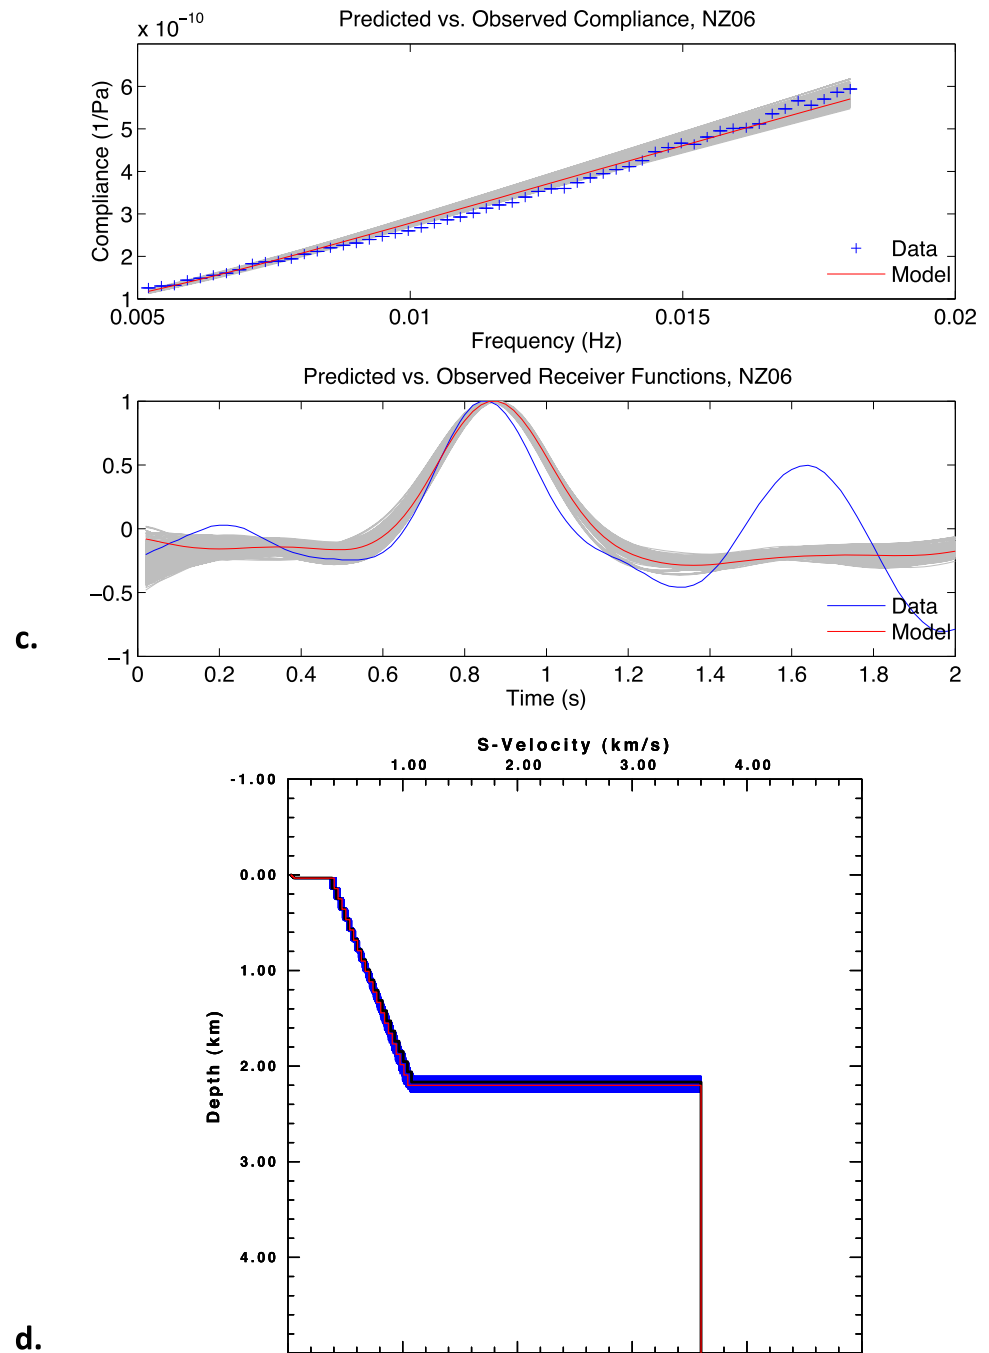 Predicted vs. Observed Compliance, NZ06
x 10−10
6
5
4
3
2
1
Compliance (1/Pa)
Data
Model
0.005 0.01 0.015 0.02
Frequency (Hz)
Predicted vs. Observed Receiver Functions, NZ06
1
0.5
0
−0.5
−1
Data
Model
c.
0 0.2 0.4 0.6 0.8 1 1.2 1.4 1.6 1.8 2
Time (s)
S-Velocity (km/s)
1.00 2.00 3.00 4.00
-1.00
0.00
1.00
2.00
3.00
4.00
Depth (km)
d.